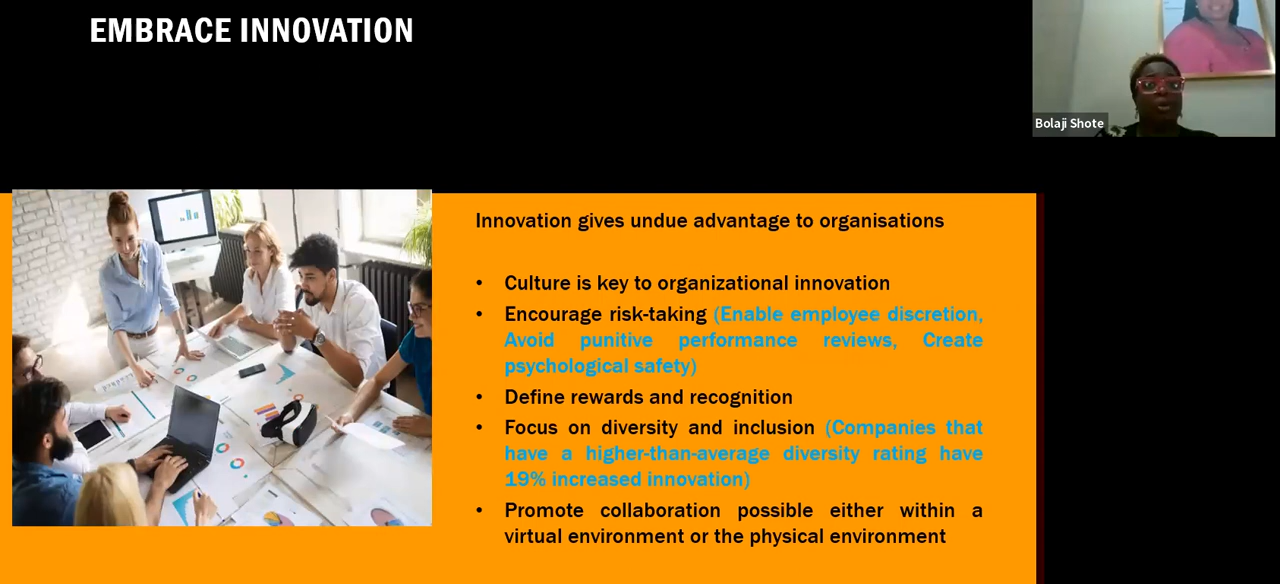 EMBRACE INNOVATION
Bolaji Shote
Innovation gives undue advantage to organisations
• Culture is key to organizational innovation
• Encourage risk-taking (Enable employee discretion,
Avoid punitive performance reviews, Create
psychological safety)
• Define rewards and recognition
• Focus on diversity and inclusion (Companies that
have a higher-than-average diversity rating have
19% increased innovation)
• Promote collaboration possible either within a
virtual environment or the physical environment